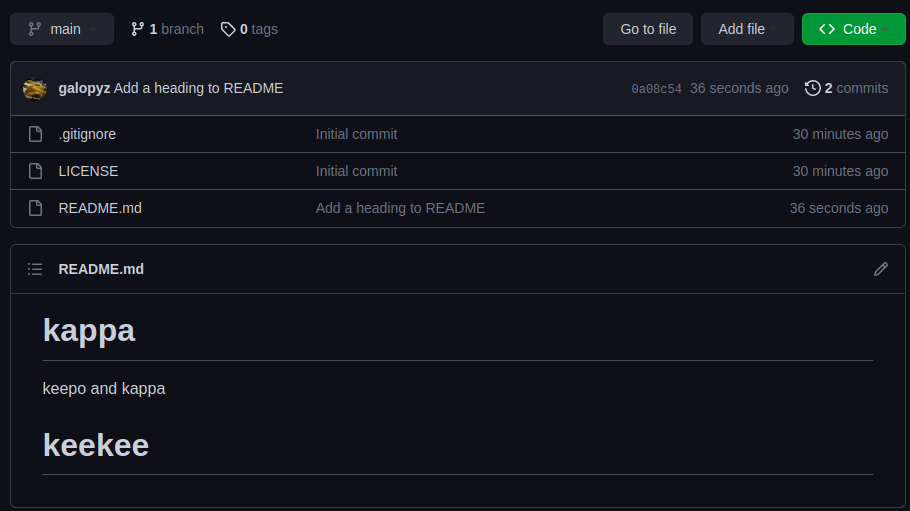 main 1 branch 0 tags Go to file Add file Code
galopyz Add a heading to README 0a08c54 36 seconds ago 2 commits
.gitignore Initial commit 30 minutes ago
LICENSE Initial commit 30 minutes ago
README.md Add a heading to README 36 seconds ago
README.md
kappa
keepo and kappa
keekee